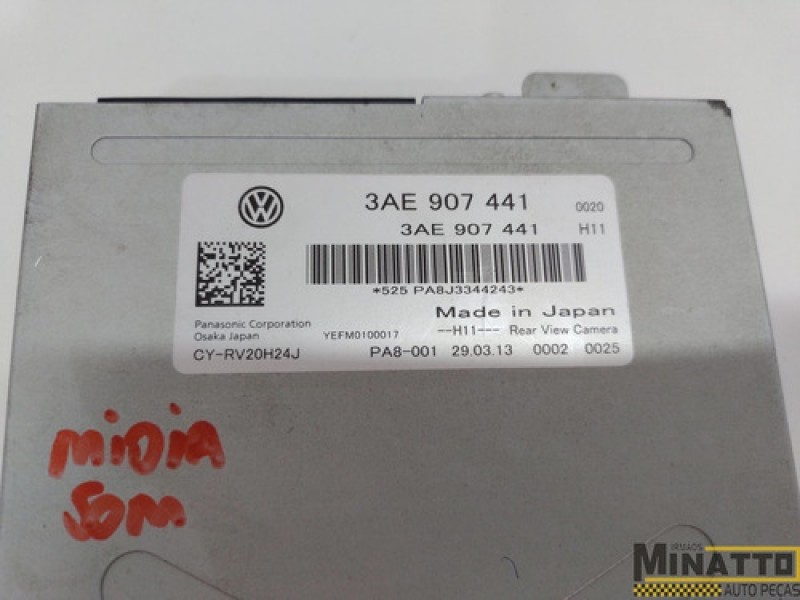 3AE 907 441 0020
3AE 907 441 H11
*525 PA8J3344243*
Made in Japan
Panasonic Corporation
Osaka Japan
YEFM0100017
--H11--- Rear View Camera
CY-RV20H24J
PA8-001 29.03.13 0002 0025
MIDIA
SOM
IRMÃOS
MINATTO
AUTO PEÇAS